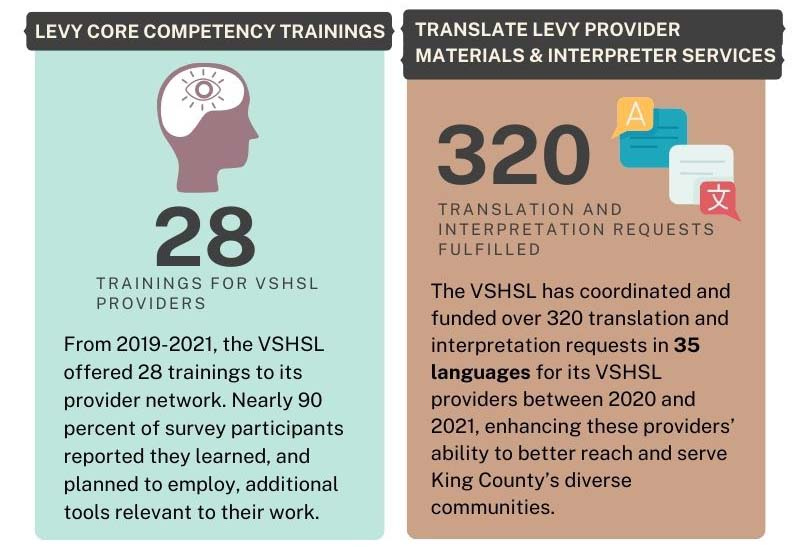 LEVY CORE COMPETENCY TRAININGS
28
TRAININGS FOR VSHSL
PROVIDERS
From 2019-2021, the VSHSL
offered 28 trainings to its
provider network. Nearly 90
percent of survey participants
reported they learned, and
planned to employ, additional
tools relevant to their work.
TRANSLATE LEVY PROVIDER
MATERIALS & INTERPRETER SERVICES
A
文
320
TRANSLATION AND
INTERPRETATION REQUESTS
FULFILLED
The VSHSL has coordinated and
funded over 320 translation and
interpretation requests in 35
languages for its VSHSL
providers between 2020 and
2021, enhancing these providers’
ability to better reach and serve
King County’s diverse
communities.